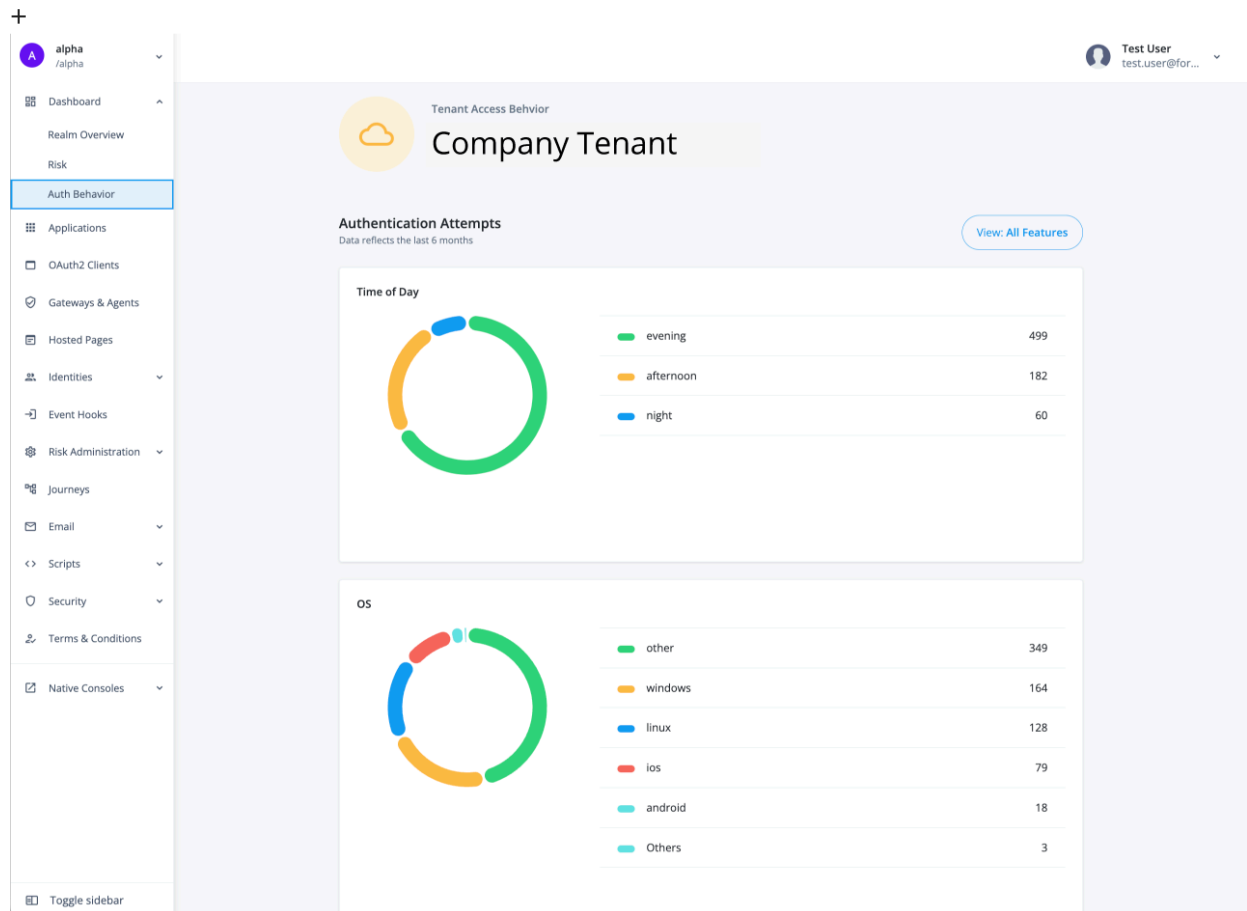 +
A
alpha
/alpha
Test User
test.user@for...
Dashboard
Realm Overview
Risk
Auth Behavior
Applications
OAuth2 Clients
Gateways & Agents
Hosted Pages
Identities
Event Hooks
Risk Administration
Journeys
Email
Scripts
Security
Terms & Conditions
Native Consoles
Toggle sidebar
Tenant Access Behvior
Company Tenant
Authentication Attempts
Data reflects the last 6 months
View: All Features
Time of Day
evening 499
afternoon 182
night 60
OS
other 349
windows 164
linux 128
ios 79
android 18
Others 3